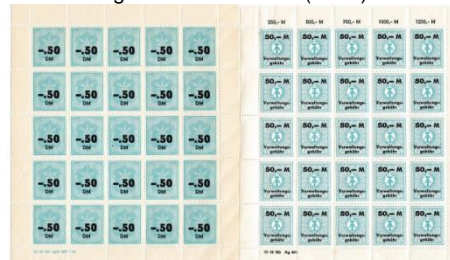 -.50 -.50 -.50 -.50 -.50
DM DM DM DM DM
-.50 -.50 -.50 -.50 -.50
DM DM DM DM DM
-.50 -.50 -.50 -.50 -.50
DM DM DM DM DM
-.50 -.50 -.50 -.50 -.50
DM DM DM DM DM
-.50 -.50 -.50 -.50 -.50
DM DM DM DM DM
250,- M 500,- M 750,- M 1000,- M 1250,- M
50,— M 50,— M 50,— M 50,— M 50,— M
Verwaltungs- Verwaltungs- Verwaltungs- Verwaltungs- Verwaltungs-
gebühr gebühr gebühr gebühr gebühr
50,— M 50,— M 50,— M 50,— M 50,— M
Verwaltungs- Verwaltungs- Verwaltungs- Verwaltungs- Verwaltungs-
gebühr gebühr gebühr gebühr gebühr
50,— M 50,— M 50,— M 50,— M 50,— M
Verwaltungs- Verwaltungs- Verwaltungs- Verwaltungs- Verwaltungs-
gebühr gebühr gebühr gebühr gebühr
50,— M 50,— M 50,— M 50,— M 50,— M
Verwaltungs- Verwaltungs- Verwaltungs- Verwaltungs- Verwaltungs-
gebühr gebühr gebühr gebühr gebühr
50,— M 50,— M 50,— M 50,— M 50,— M
Verwaltungs- Verwaltungs- Verwaltungs- Verwaltungs- Verwaltungs-
gebühr gebühr gebühr gebühr gebühr